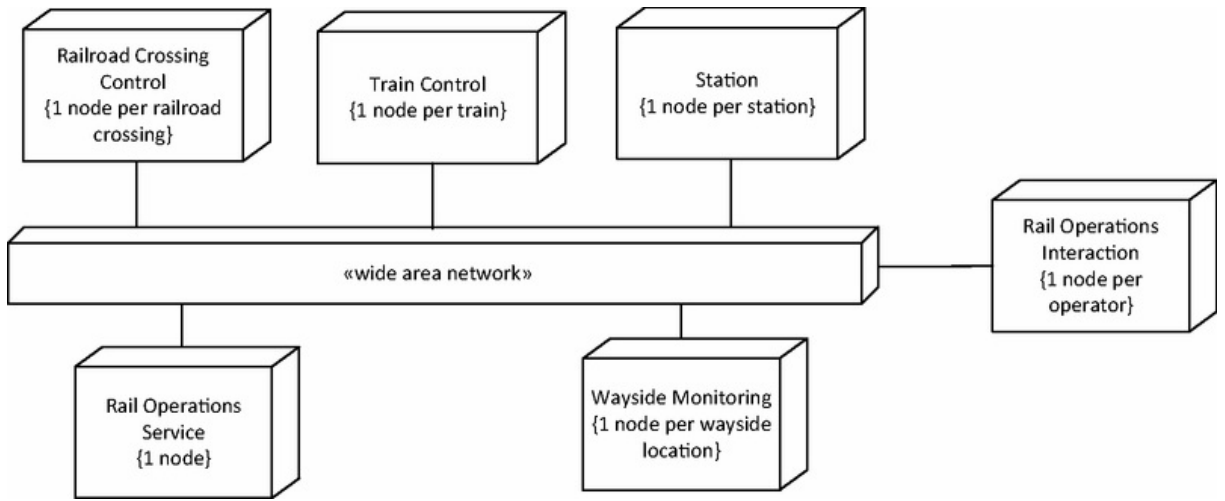 Railroad Crossing
Control
{1 node per railroad
crossing}
Train Control
{1 node per train}
Station
{1 node per station}
«wide area network»
Rail Operations
Interaction
{1 node per
operator}
Rail Operations
Service
{1 node}
Wayside Monitoring
{1 node per wayside
location}